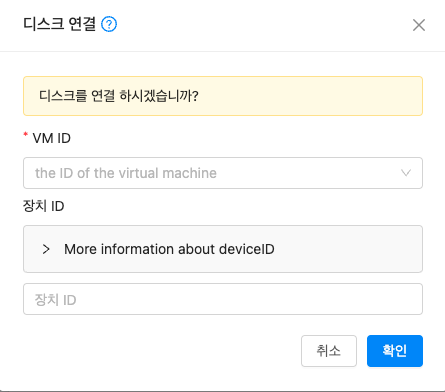 디스크 연결
디스크를 연결 하시겠습니까?
* VM ID
the ID of the virtual machine
장치 ID
More information about deviceID
장치 ID
취소
확인